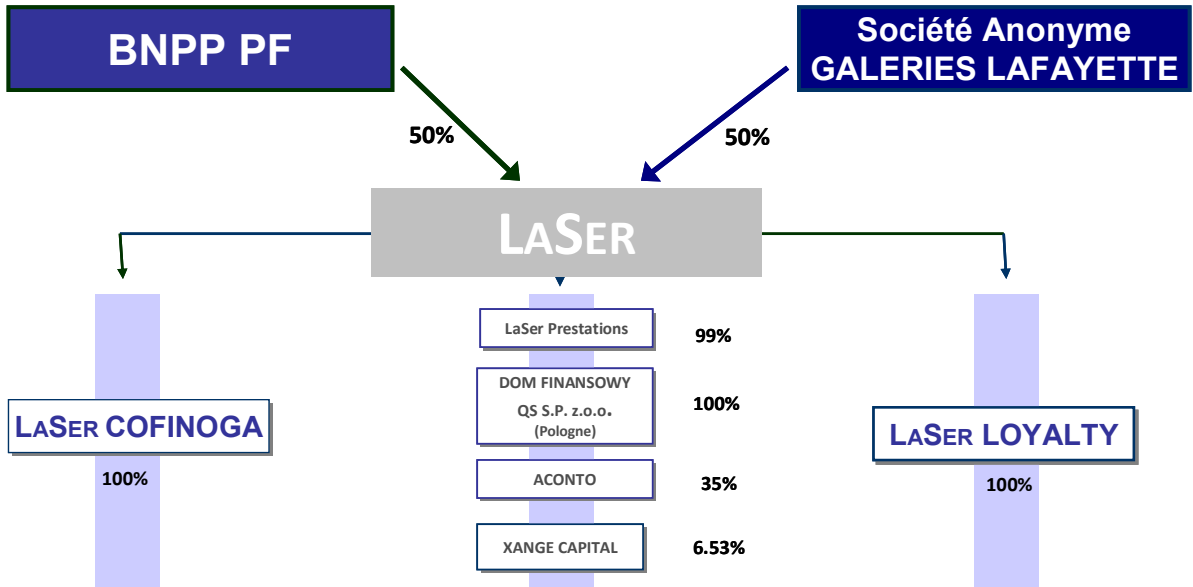 BNPP PF
Société Anonyme
GALERIES LAFAYETTE
50%
50%
LASER
LaSer Prestations
99%
DOM FINANSOWY
QS S.P. z.o.o.
(Pologne)
100%
LASER COFINOGA
100%
LASER LOYALTY
100%
ACONTO
35%
XANGE CAPITAL
6.53%